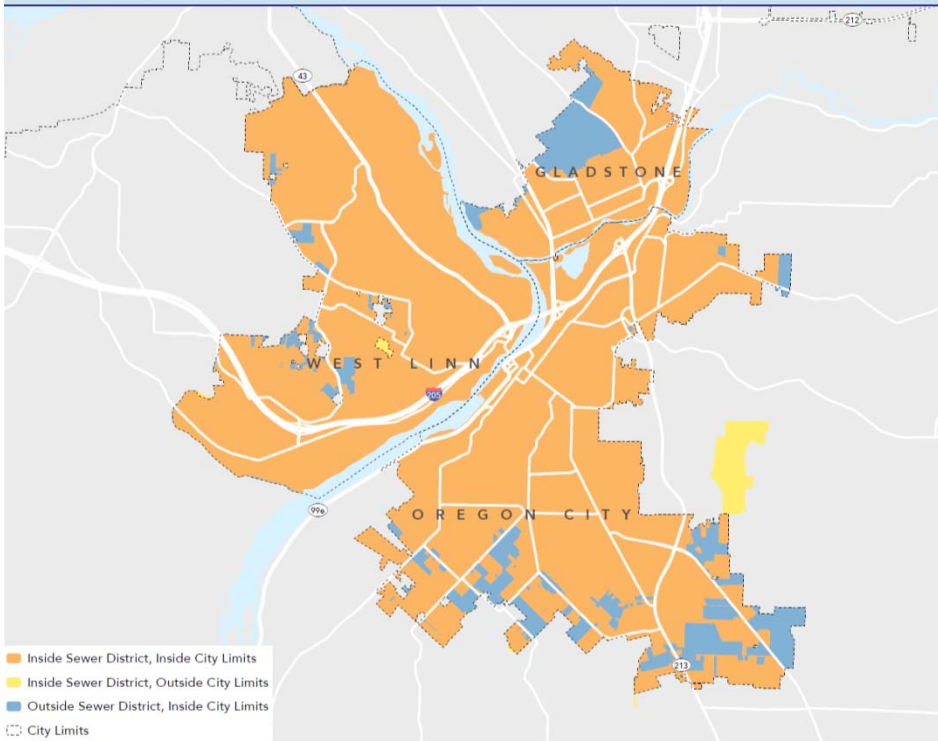 212
43
GLADSTONE
WEST LINN
205
99e
OREGON CITY
213
Inside Sewer District, Inside City Limits
Inside Sewer District, Outside City Limits
Outside Sewer District, Inside City Limits
City Limits